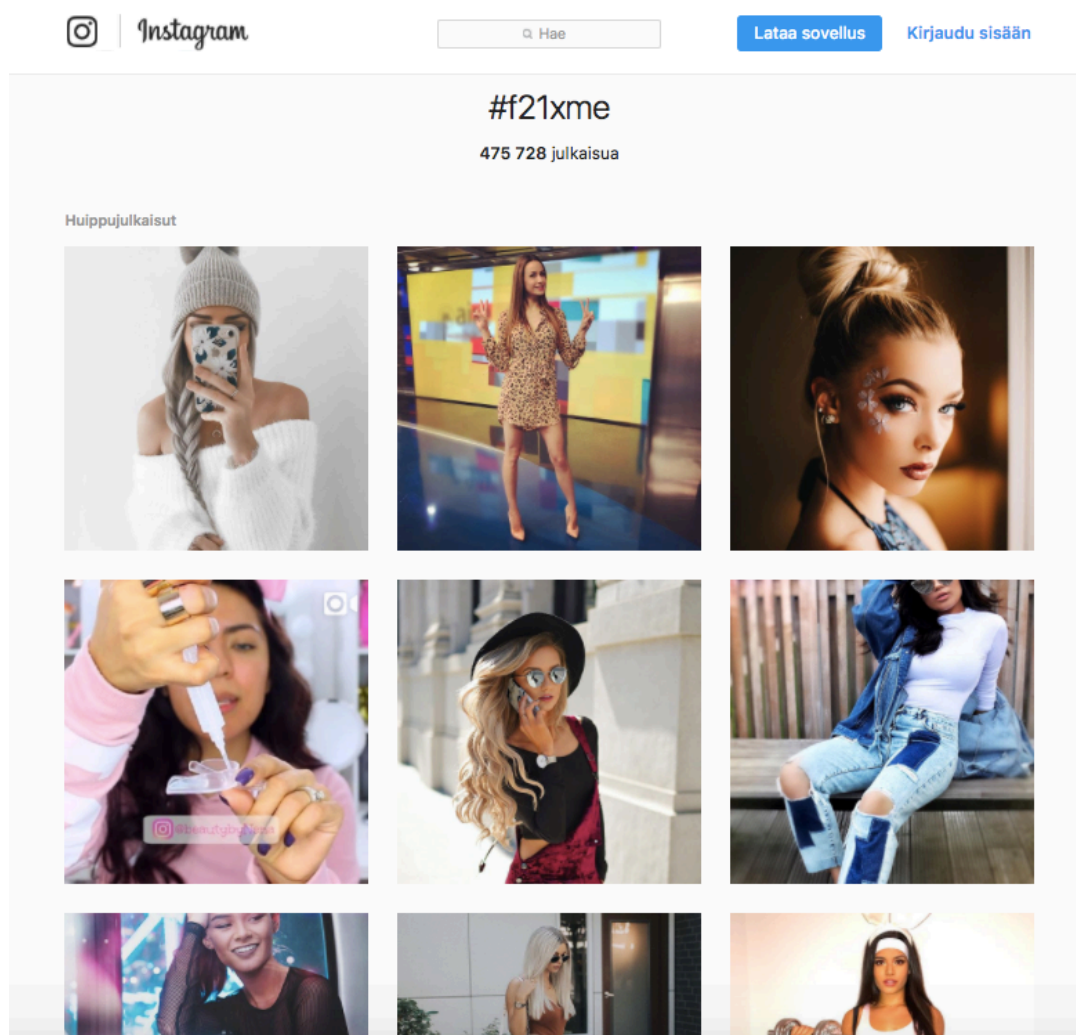 Instagram
Hae
Lataa sovellus
Kirjaudu sisään
#f21xme
475 728 julkaisua
Huippujulkaisut